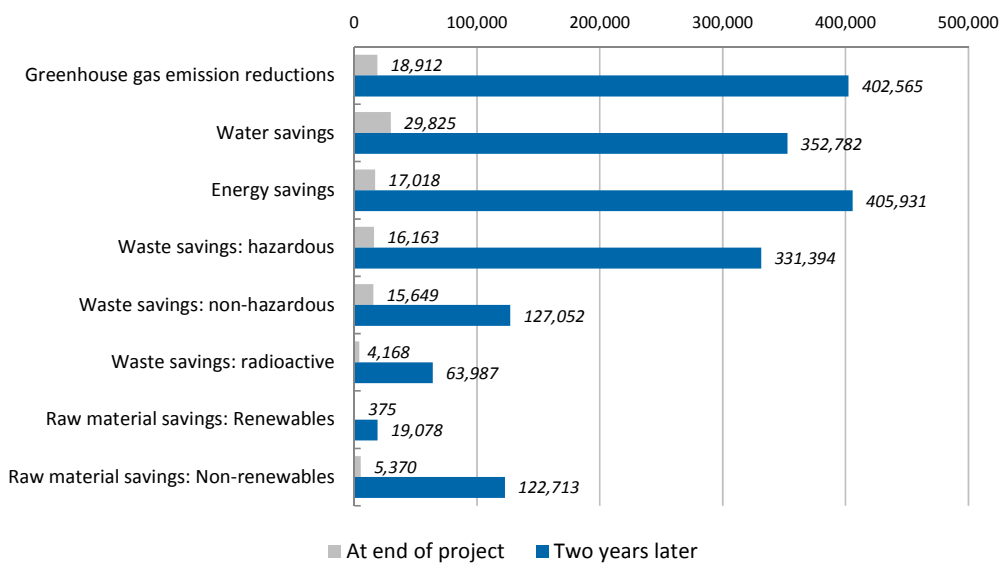 0 100,000 200,000 300,000 400,000 500,000
Greenhouse gas emission reductions
18,912
402,565
Water savings
29,825
352,782
Energy savings
17,018
405,931
Waste savings: hazardous
16,163
331,394
Waste savings: non-hazardous
15,649
127,052
Waste savings: radioactive
4,168
63,987
Raw material savings: Renewables
375
19,078
Raw material savings: Non-renewables
5,370
122,713
At end of project Two years later